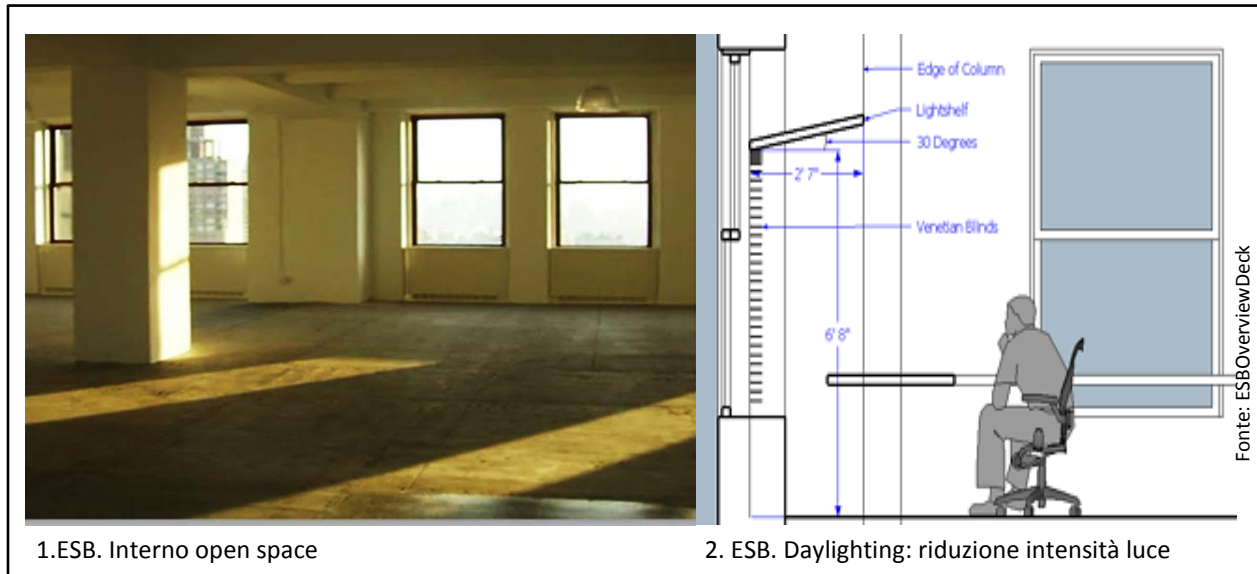 Edge of Column
Lightshelf
30 Degrees
2' 7"
Venetian Blinds
6' 8"
Fonte: ESBOverviewDeck
1.ESB. Interno open space
2. ESB. Daylighting: riduzione intensità luce